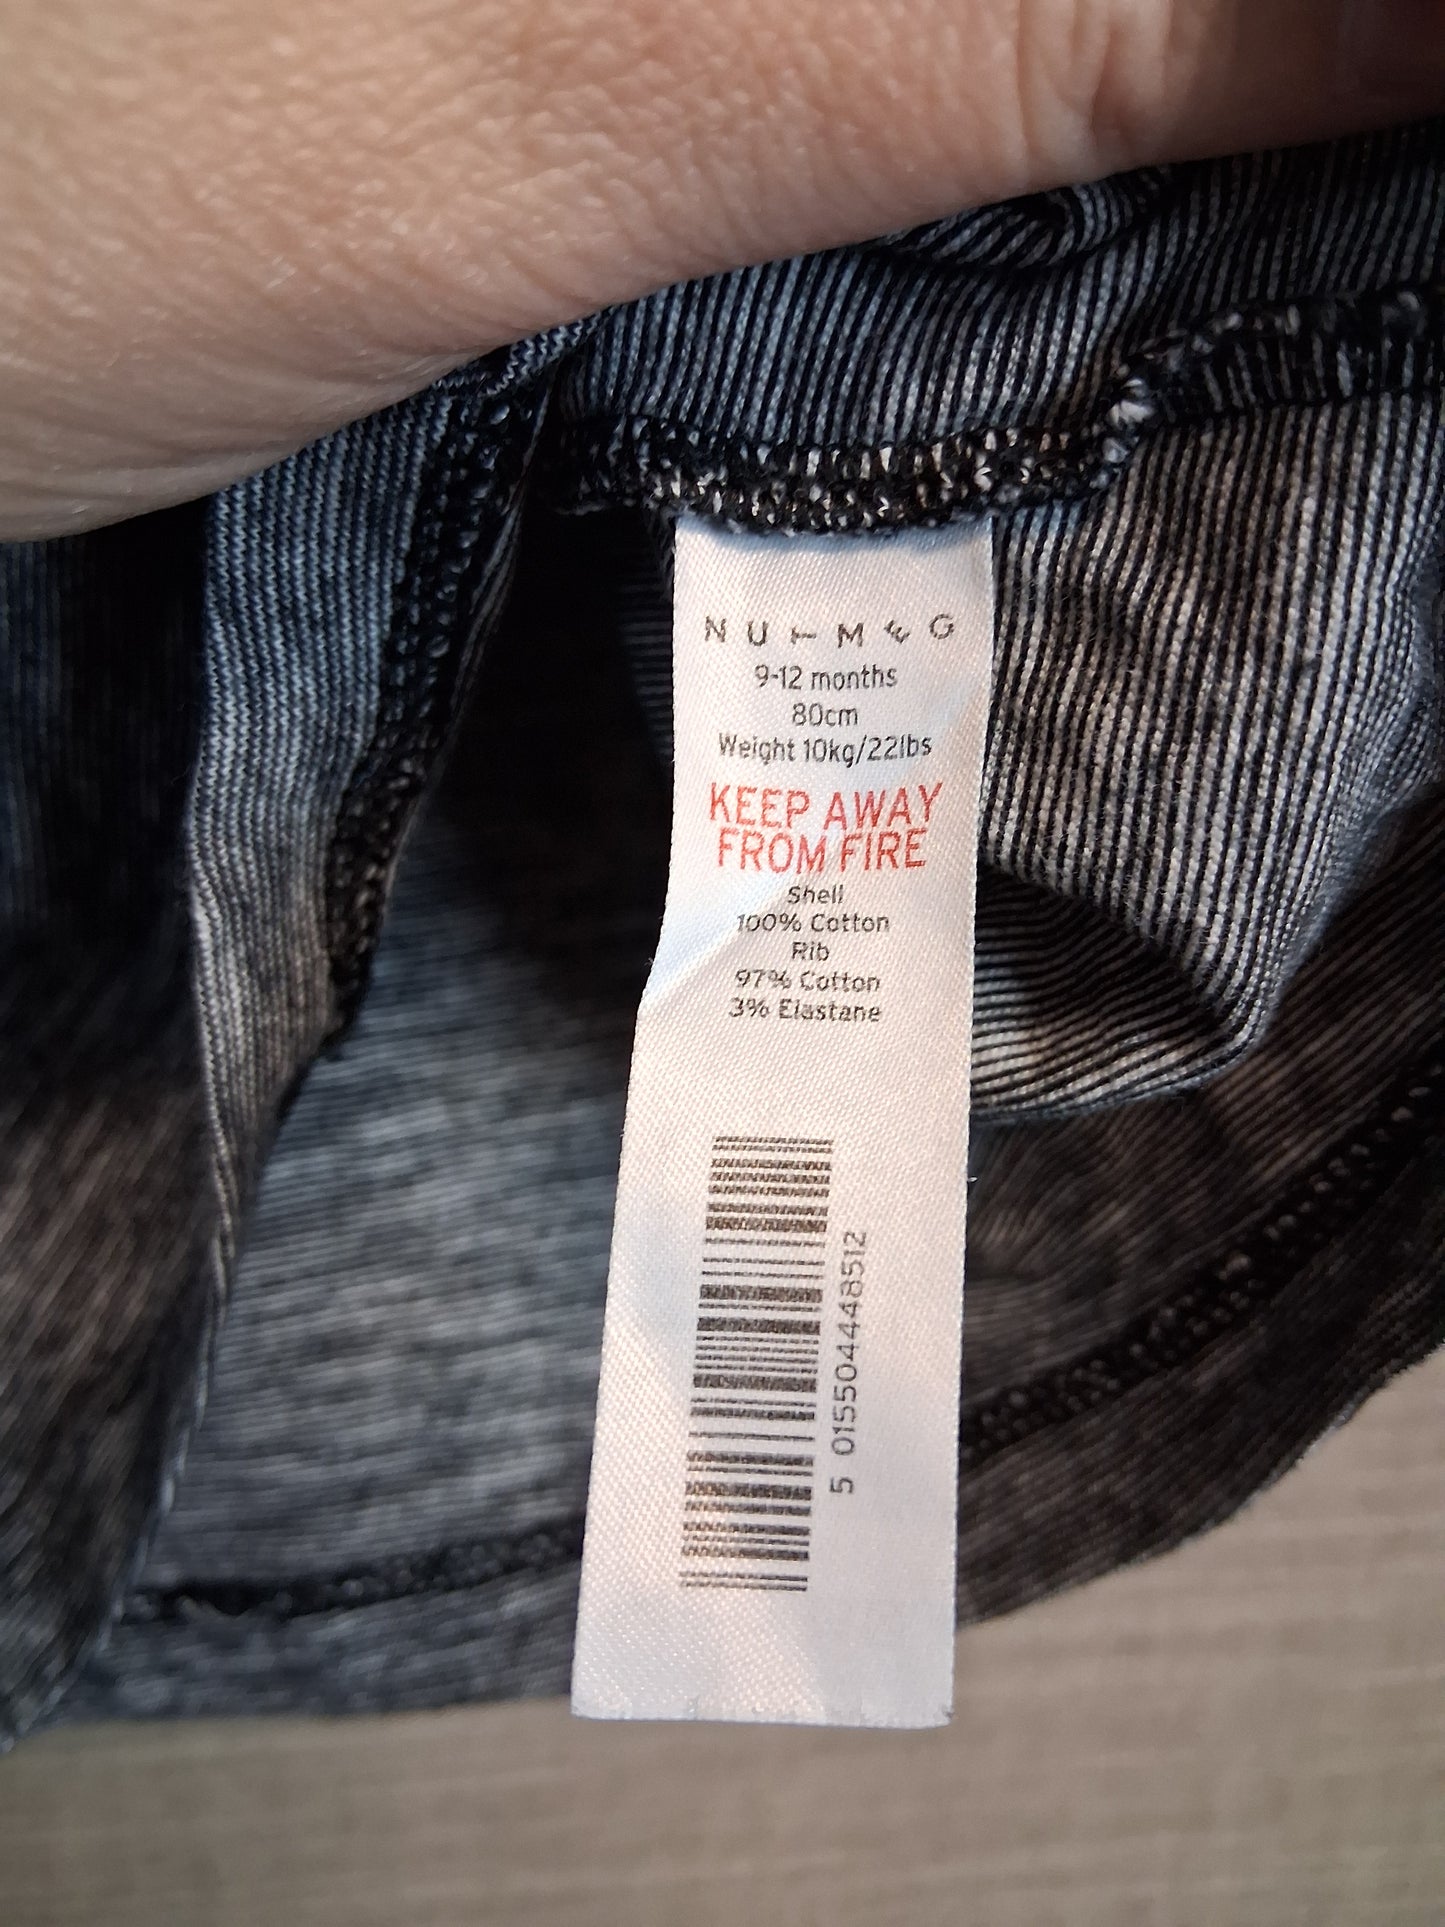 NUTMEG
9-12 months
80cm
Weight 10kg/22lbs
KEEP AWAY
FROM FIRE
Shell
100% Cotton
Rib
97% Cotton
3% Elastane
5 015504448512